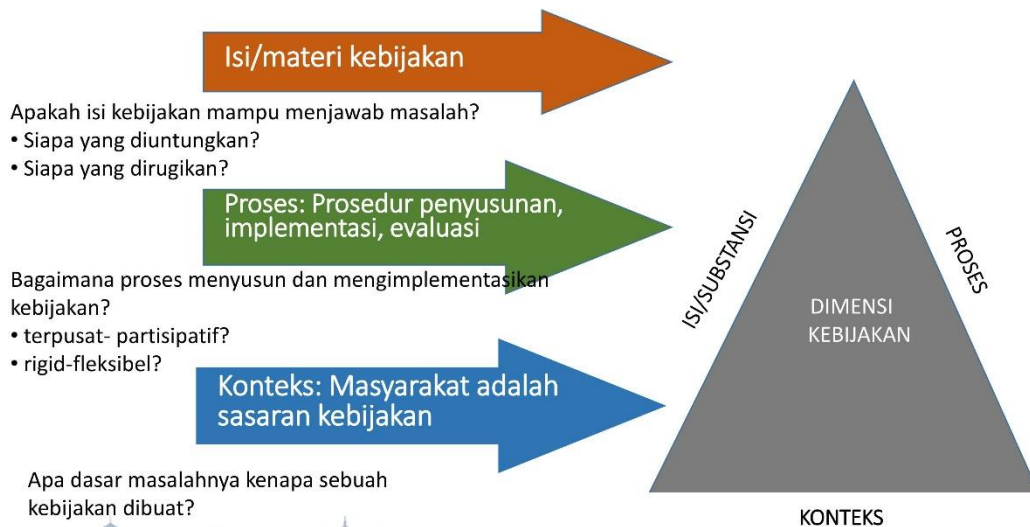 Isi/materi kebijakan
Apakah isi kebijakan mampu menjawab masalah?
• Siapa yang diuntungkan?
• Siapa yang dirugikan?
Proses: Prosedur penyusunan,
implementasi, evaluasi
Bagaimana proses menyusun dan mengimplementasikan
kebijakan?
• terpusat- partisipatif?
• rigid-fleksibel?
Konteks: Masyarakat adalah
sasaran kebijakan
Apa dasar masalahnya kenapa sebuah
kebijakan dibuat?
ISI/SUBSTANSI
PROSES
DIMENSI
KEBIJAKAN
KONTEKS